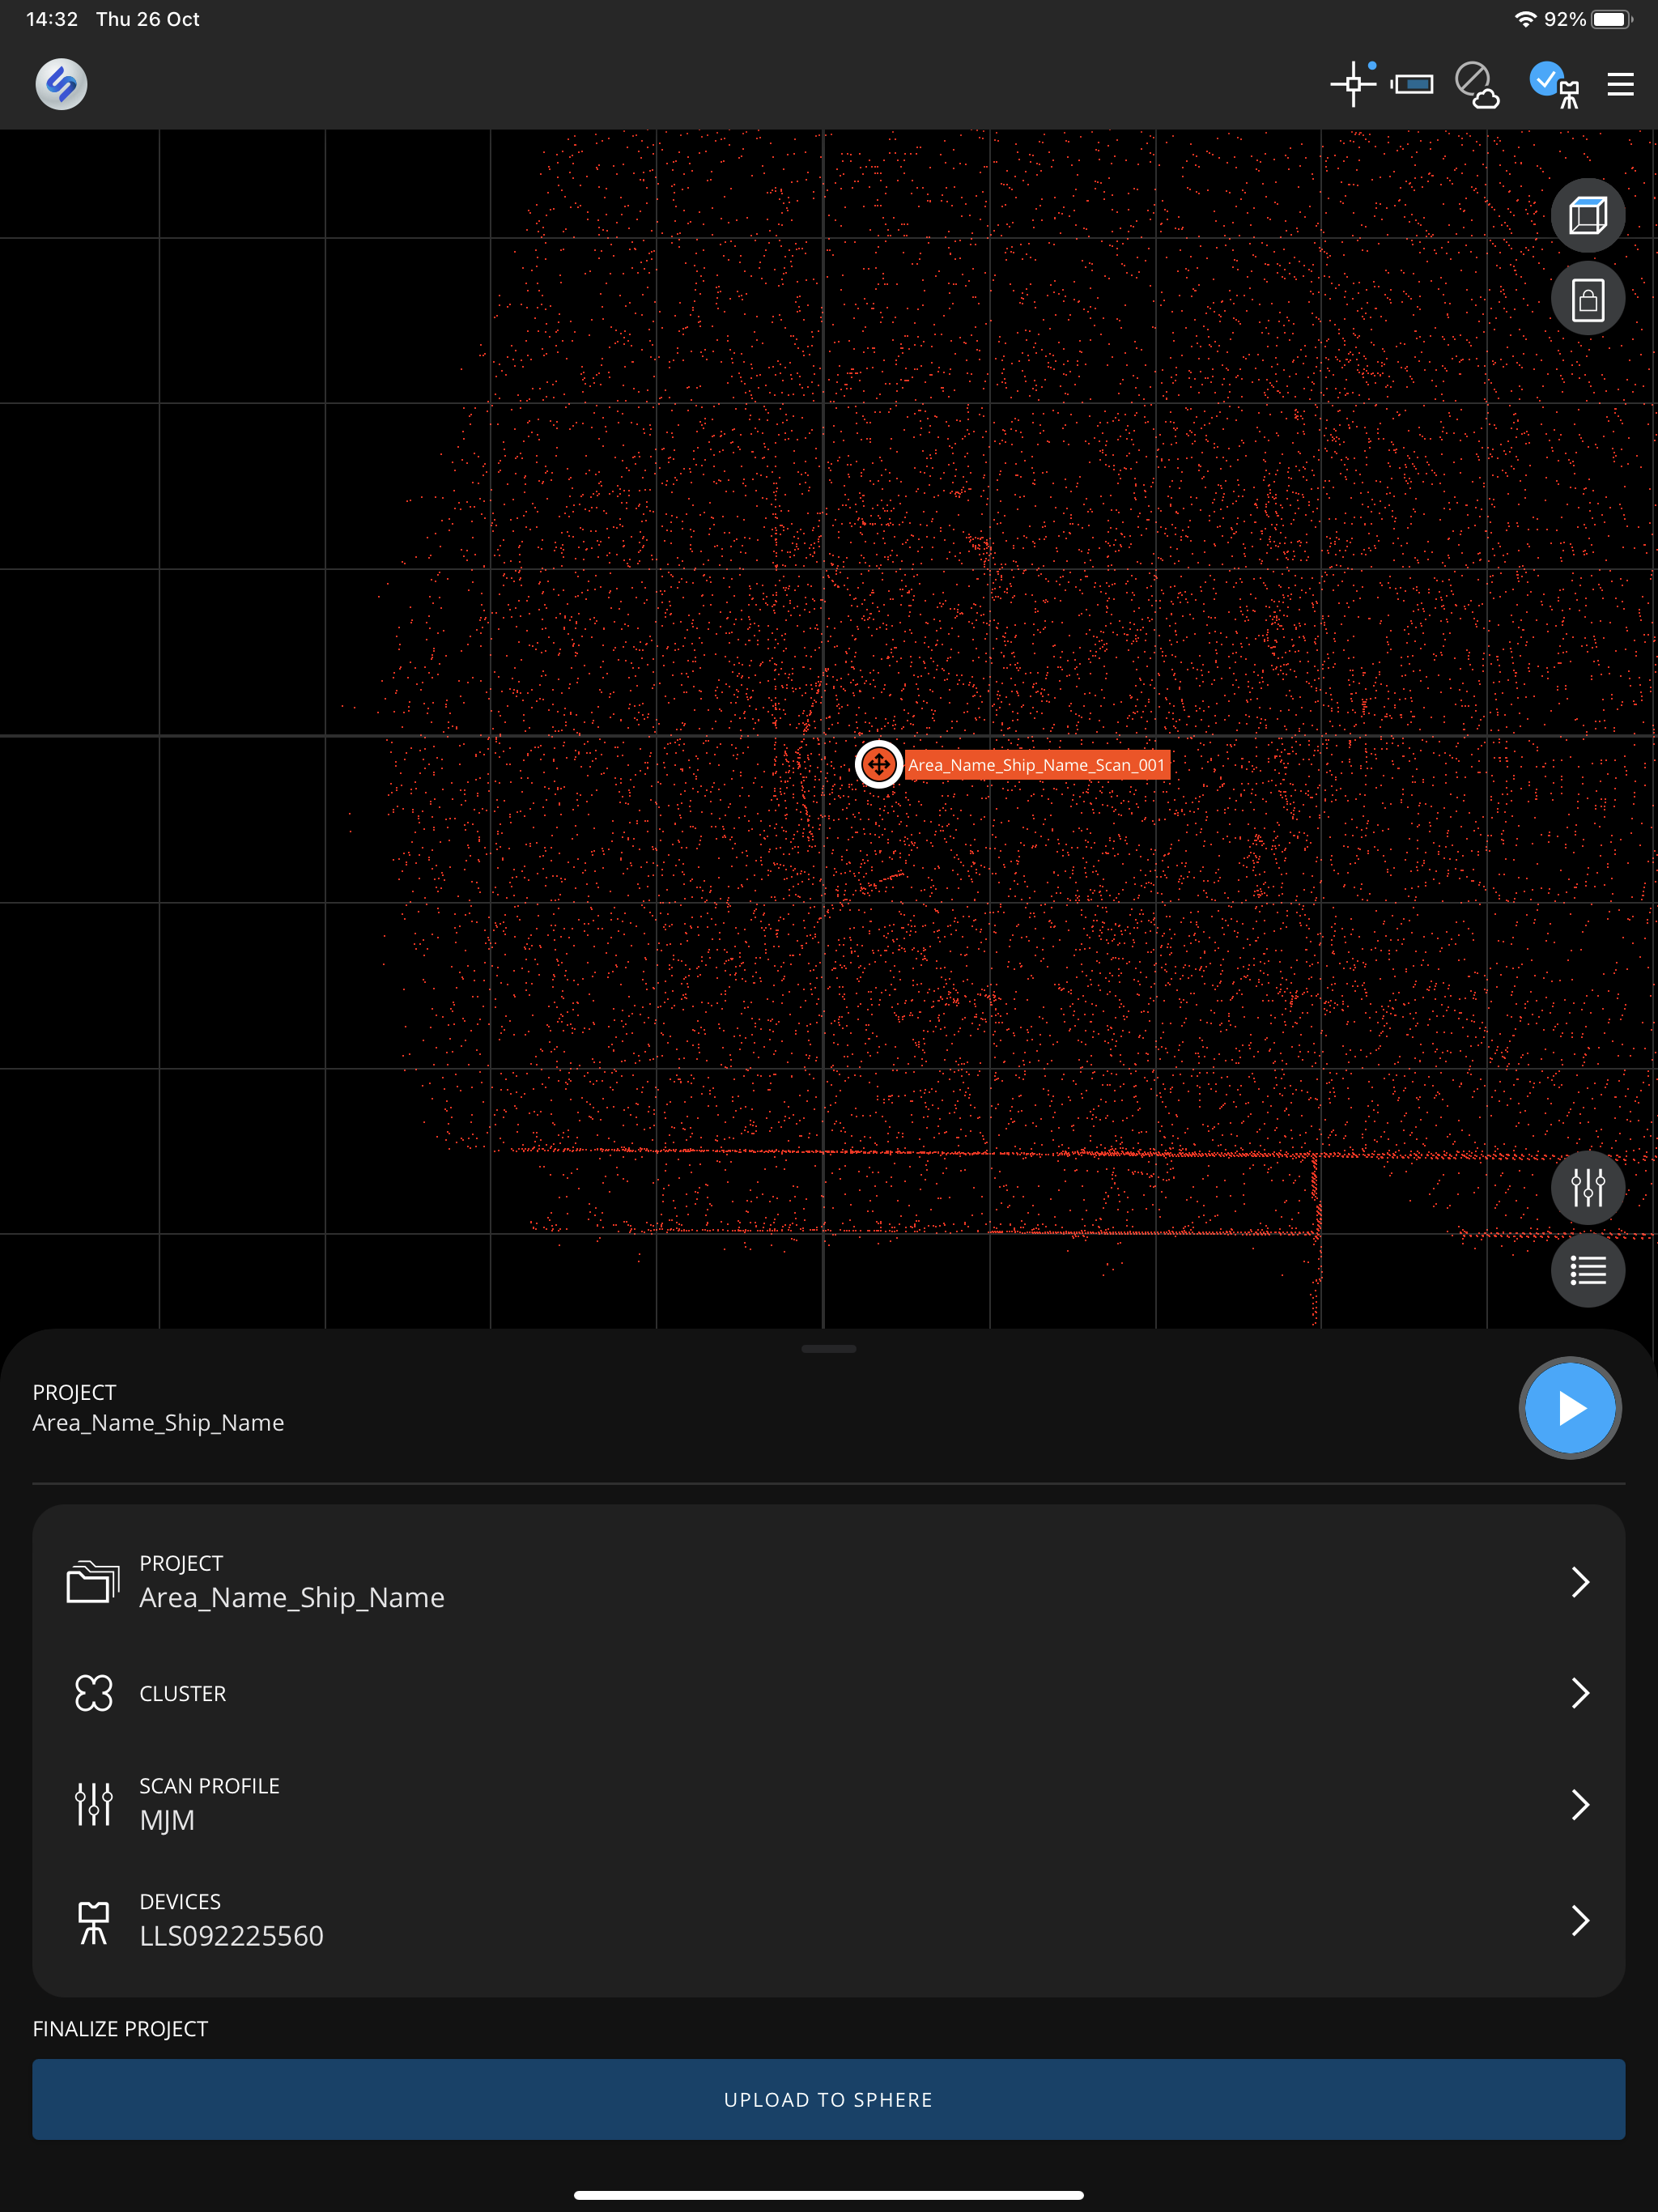 14:32 Thu 26 Oct 92%
Area_Name_Ship_Name_Scan_001
PROJECT
Area_Name_Ship_Name
PROJECT
Area_Name_Ship_Name
CLUSTER
SCAN PROFILE
MJM
DEVICES
LLS092225560
FINALIZE PROJECT
UPLOAD TO SPHERE